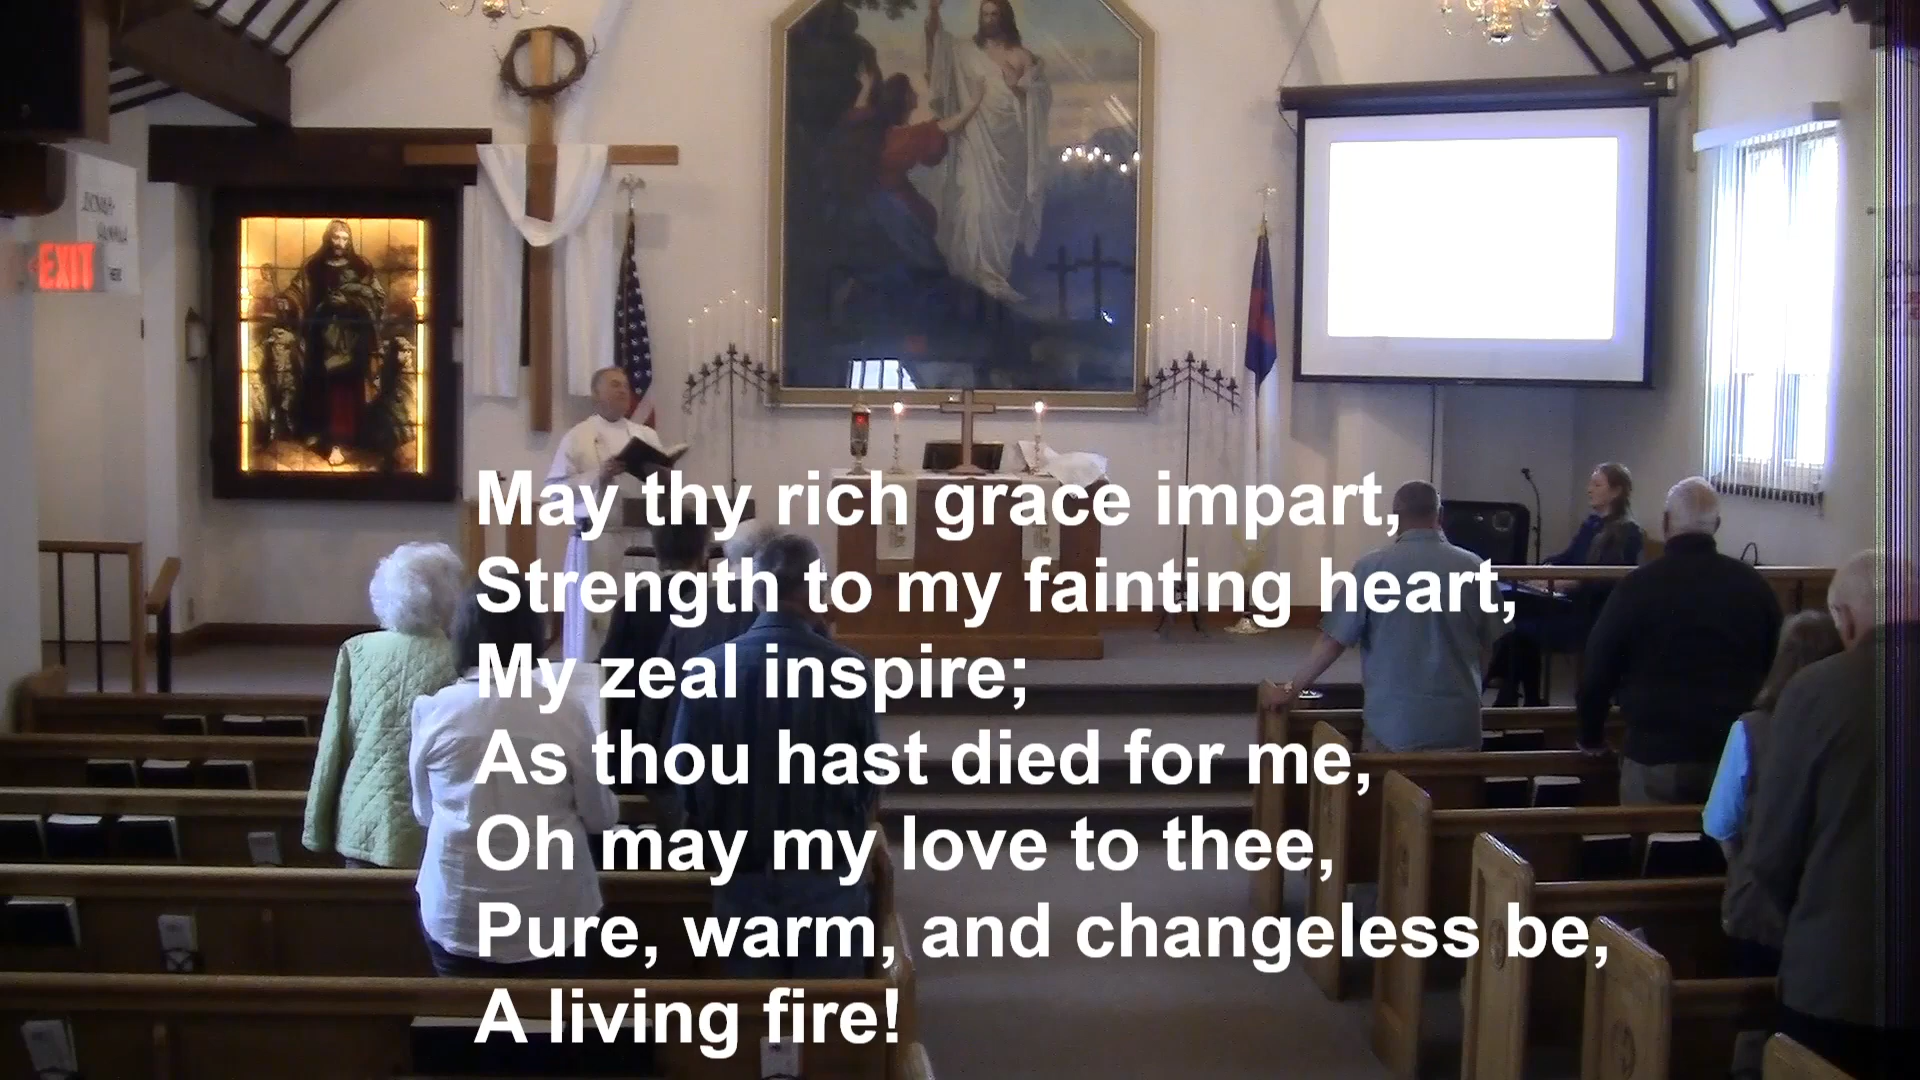 EXIT
HERE
May thy rich grace impart,
Strength to my fainting heart,
My zeal inspire;
As thou hast died for me,
Oh may my love to thee,
Pure, warm, and changeless be,
A living fire!